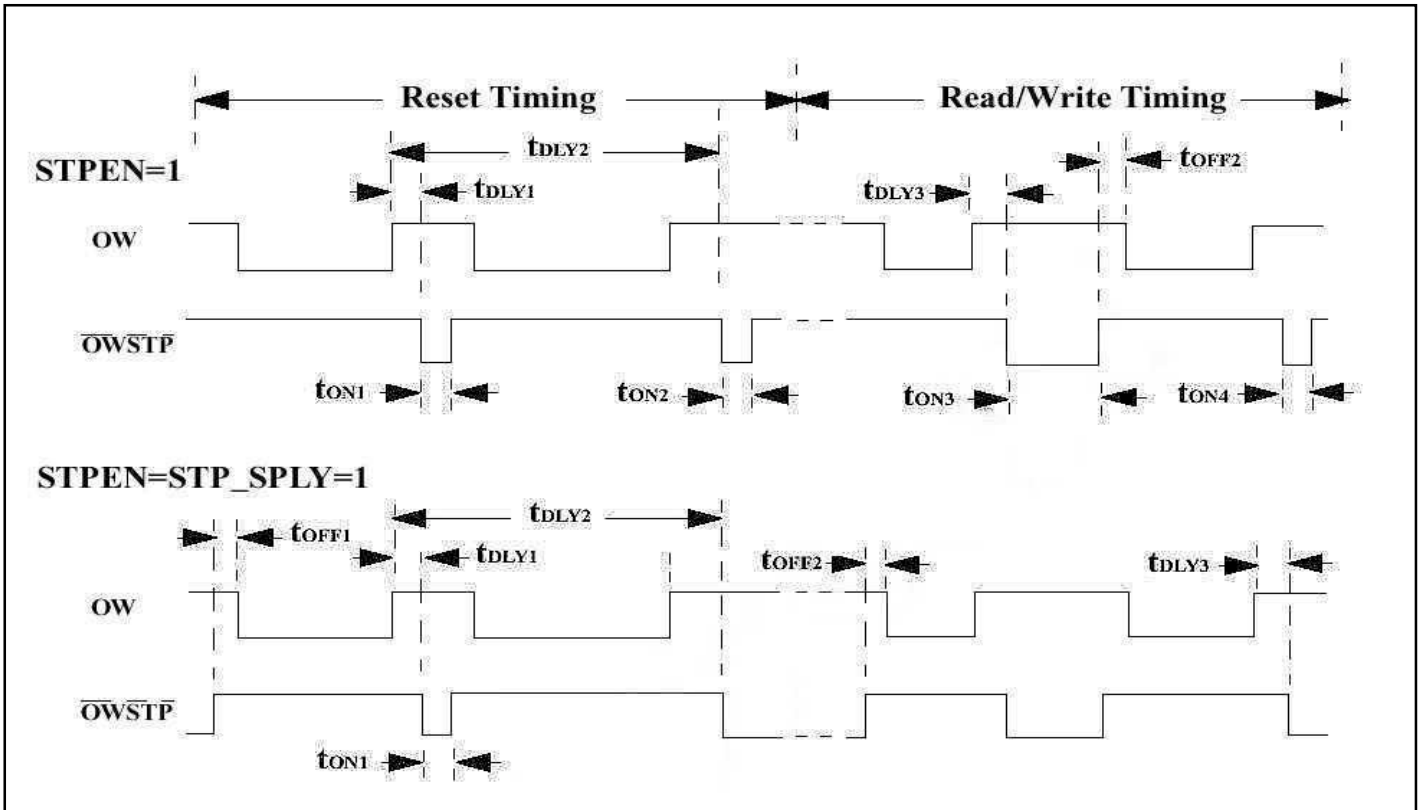 Reset Timing
Read/Write Timing
STPEN=1
tDLY2
tOFF2
tDLY1
tDLY3
OW
OWSTP
tON1
tON2
tON3
tON4
STPEN=STP_SPLY=1
tDLY2
tOFF1
tDLY1
tOFF2
tDLY3
OW
OWSTP
tON1